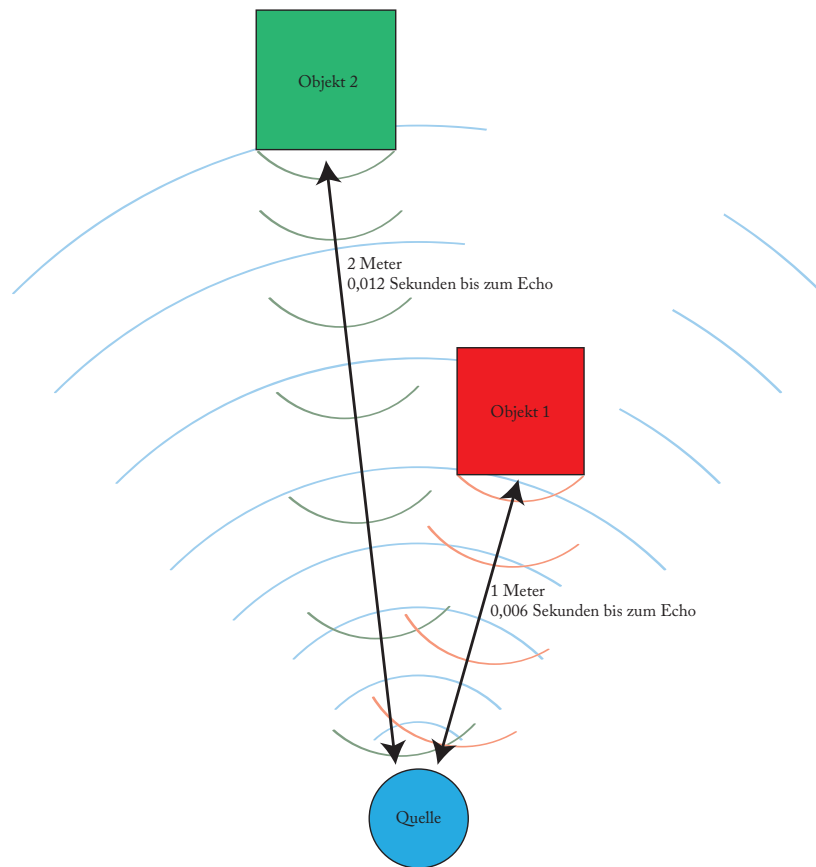 Objekt 2
2 Meter
0,012 Sekunden bis zum Echo
Objekt 1
1 Meter
0,006 Sekunden bis zum Echo
Quelle